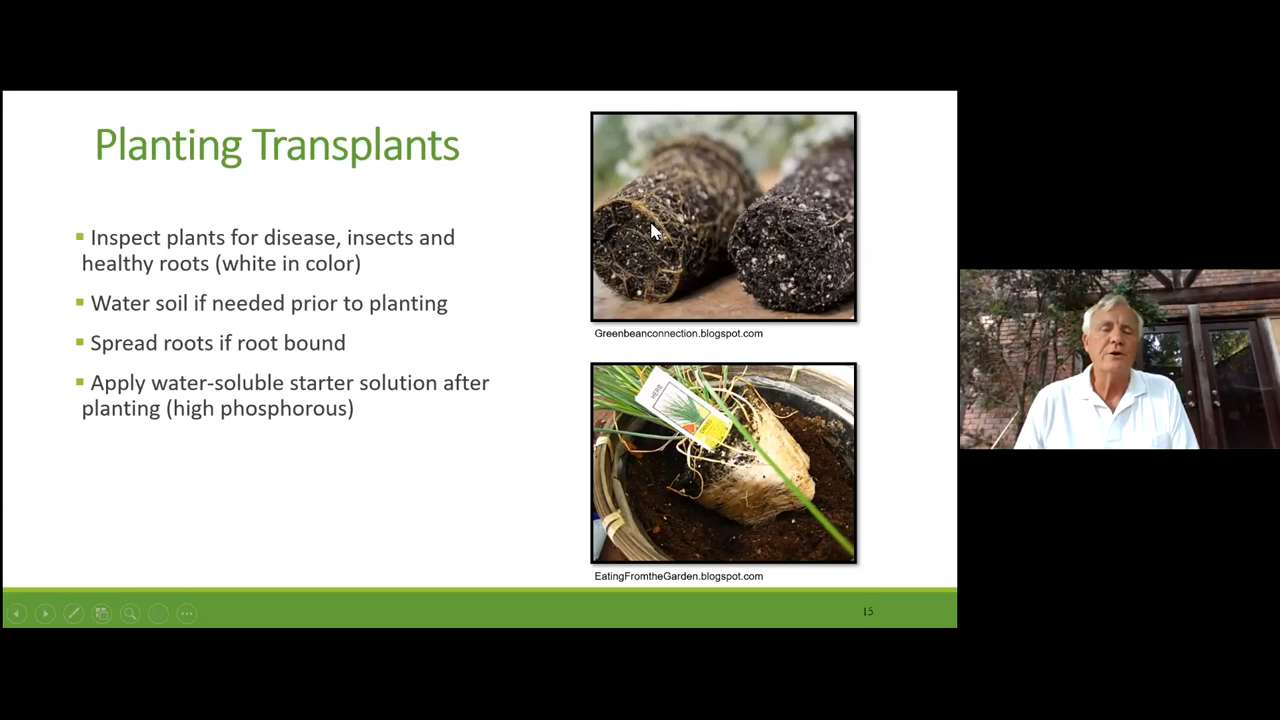 Planting Transplants
▪ Inspect plants for disease, insects and
healthy roots (white in color)
▪ Water soil if needed prior to planting
▪ Spread roots if root bound
▪ Apply water-soluble starter solution after
planting (high phosphorous)
Greenbeanconnection.blogspot.com
HERB
EatingFromtheGarden.blogspot.com
15